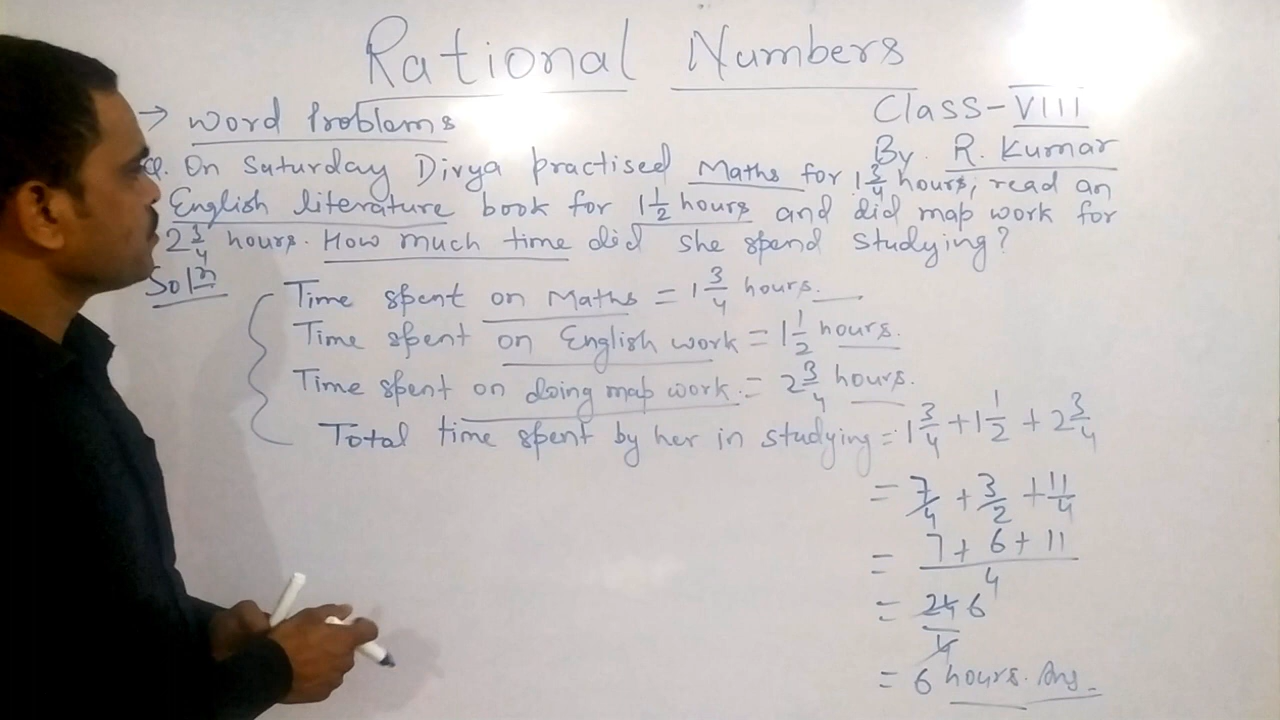 Rational Numbers
→ Word Problems
Class-VIII
By. R. Kumar
Q. On Saturday Divya practised Maths for 1 3/4 hours, read an
English literature book for 1 1/2 hours and did map work for
2 3/4 hours. How much time did she spend studying?
Solⁿ
Time spent on Maths = 1 3/4 hours.
Time spent on English work = 1 1/2 hours.
Time spent on doing map work = 2 3/4 hours.
Total time spent by her in studying = 1 3/4 + 1 1/2 + 2 3/4
= 7/4 + 3/2 + 11/4
= 7 + 6 + 11 / 4
= 24 6 / 4
= 6 hours. Ans.